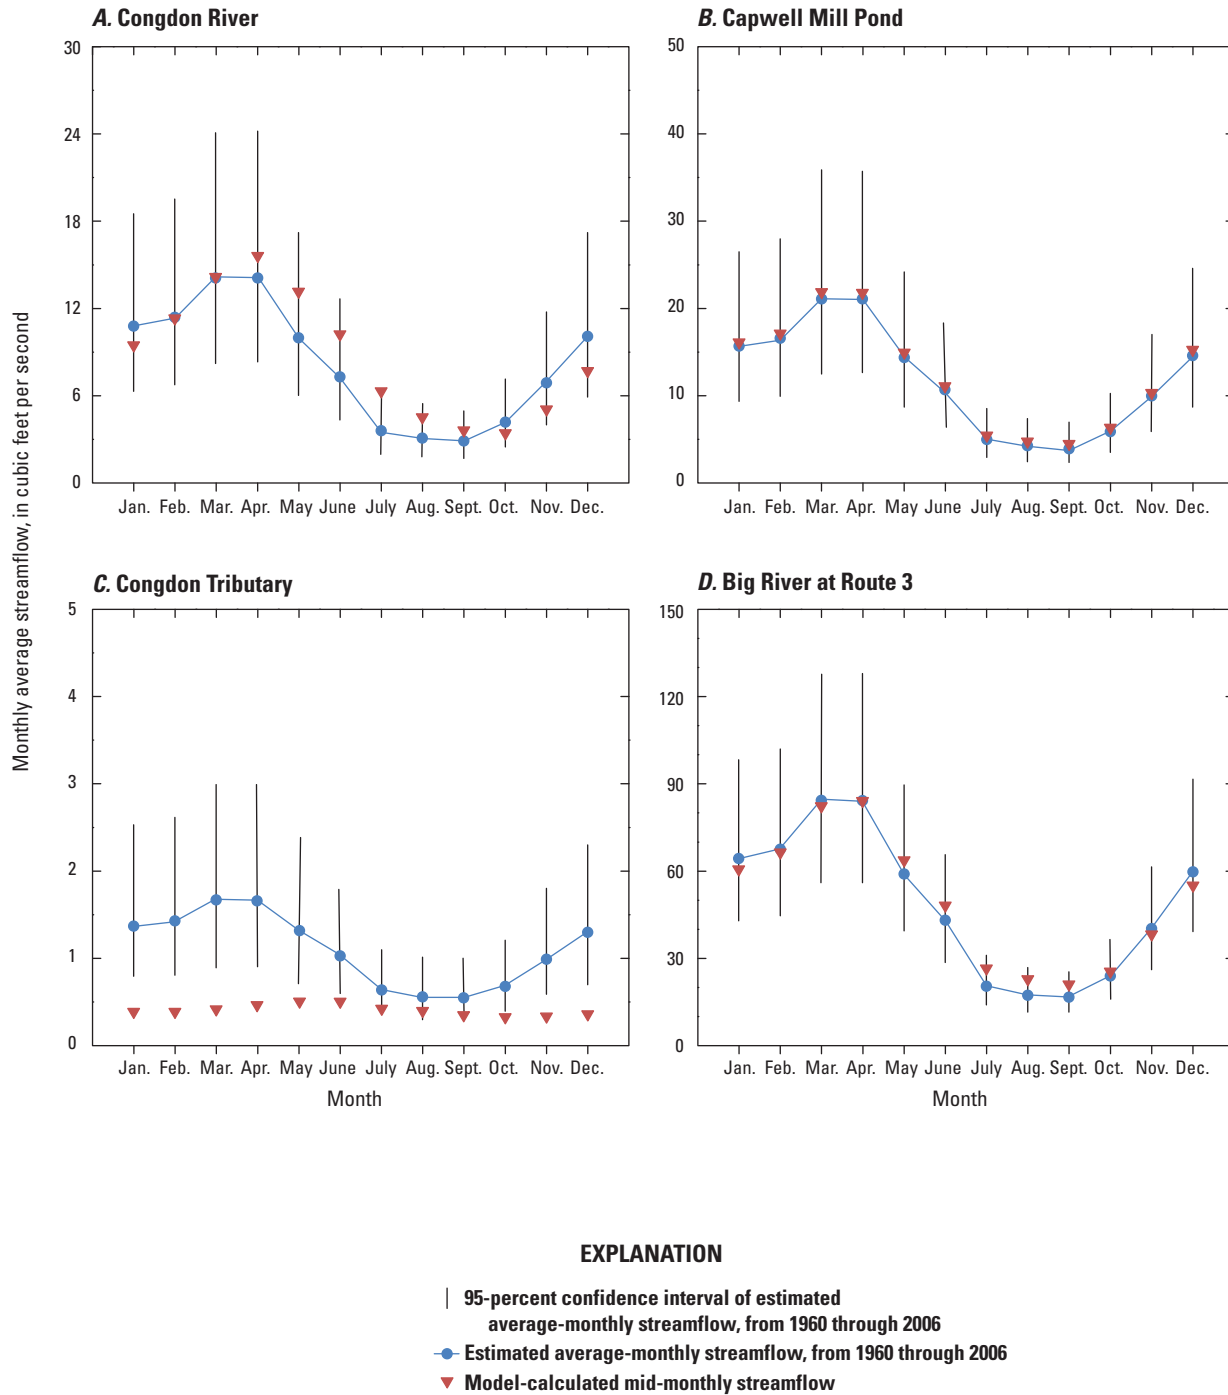 A. Congdon River
30
24
18
12
6
0
Jan. Feb. Mar. Apr. May June July Aug. Sept. Oct. Nov. Dec.
B. Capwell Mill Pond
50
40
30
20
10
0
Jan. Feb. Mar. Apr. May June July Aug. Sept. Oct. Nov. Dec.
Monthly average streamflow, in cubic feet per second
C. Congdon Tributary
5
4
3
2
1
0
Jan. Feb. Mar. Apr. May June July Aug. Sept. Oct. Nov. Dec.
Month
D. Big River at Route 3
150
120
90
60
30
0
Jan. Feb. Mar. Apr. May June July Aug. Sept. Oct. Nov. Dec.
Month
EXPLANATION
95-percent confidence interval of estimated
average-monthly streamflow, from 1960 through 2006
Estimated average-monthly streamflow, from 1960 through 2006
Model-calculated mid-monthly streamflow